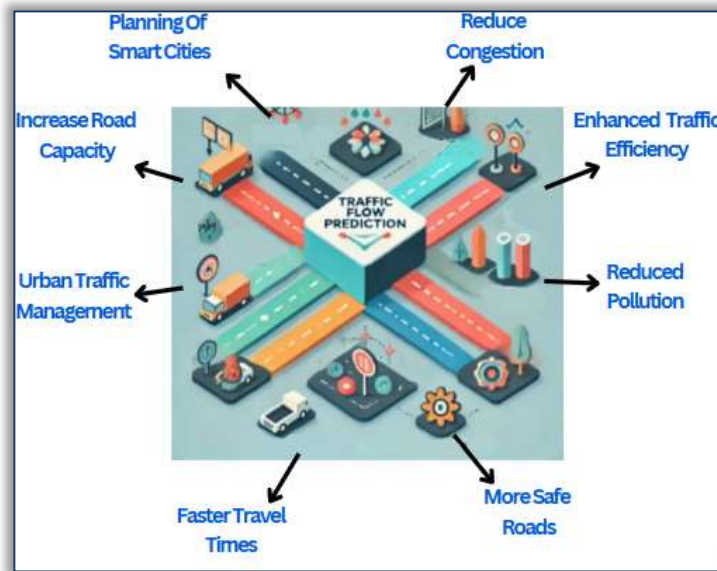 Planning Of
Smart Cities
Reduce
Congestion
Increase Road
Capacity
Enhanced Traffic
Efficiency
TRAFFIC
FLOW
PREDICTION
Urban Traffic
Management
Reduced
Pollution
Faster Travel
Times
More Safe
Roads